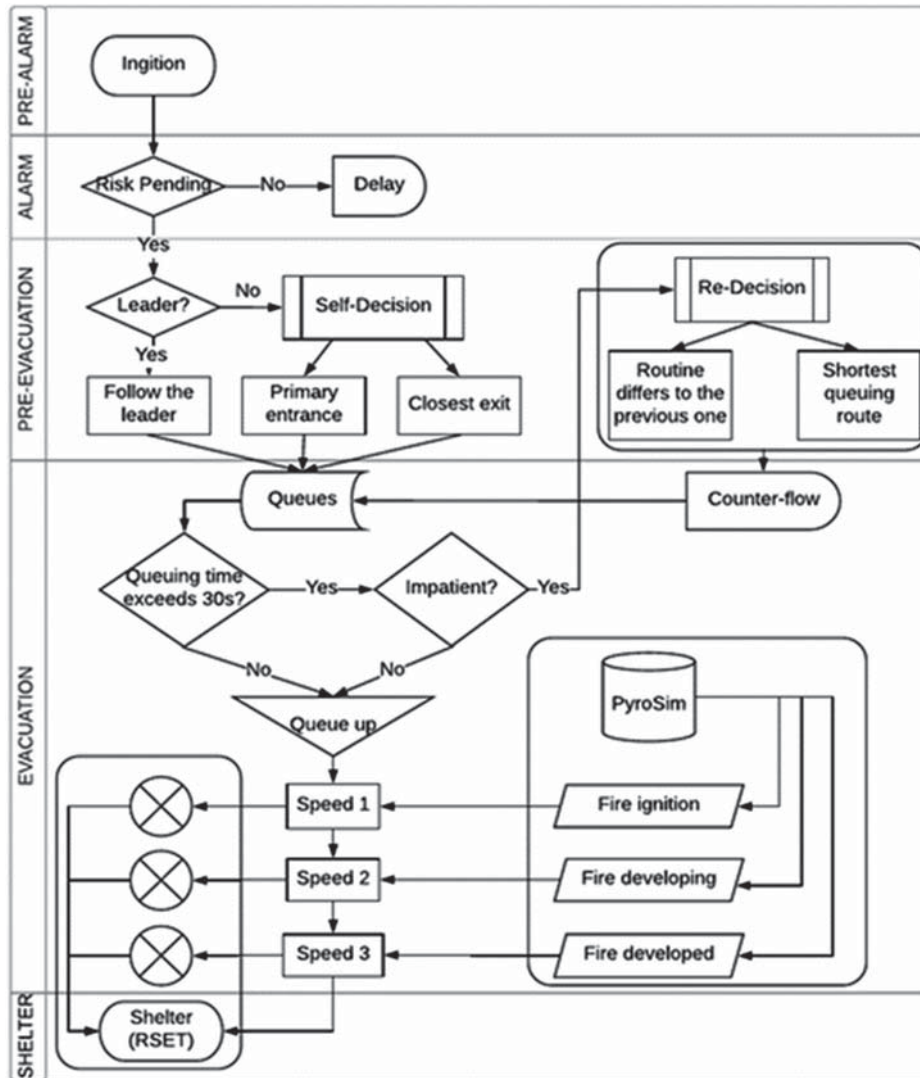 PRE-ALARM
Ingition
ALARM
Risk Pending
No
Delay
Yes
PRE-EVACUATION
Leader?
No
Self-Decision
Re-Decision
Yes
Follow the
leader
Primary
entrance
Closest exit
Routine
differs to the
previous one
Shortest
queuing
route
EVACUATION
Queues
Counter-flow
Queuing time
exceeds 30s?
Yes
Impatient?
Yes
No
No
Queue up
PyroSim
Speed 1
Fire ignition
Speed 2
Fire developing
Speed 3
Fire developed
SHELTER
Shelter
(RSET)